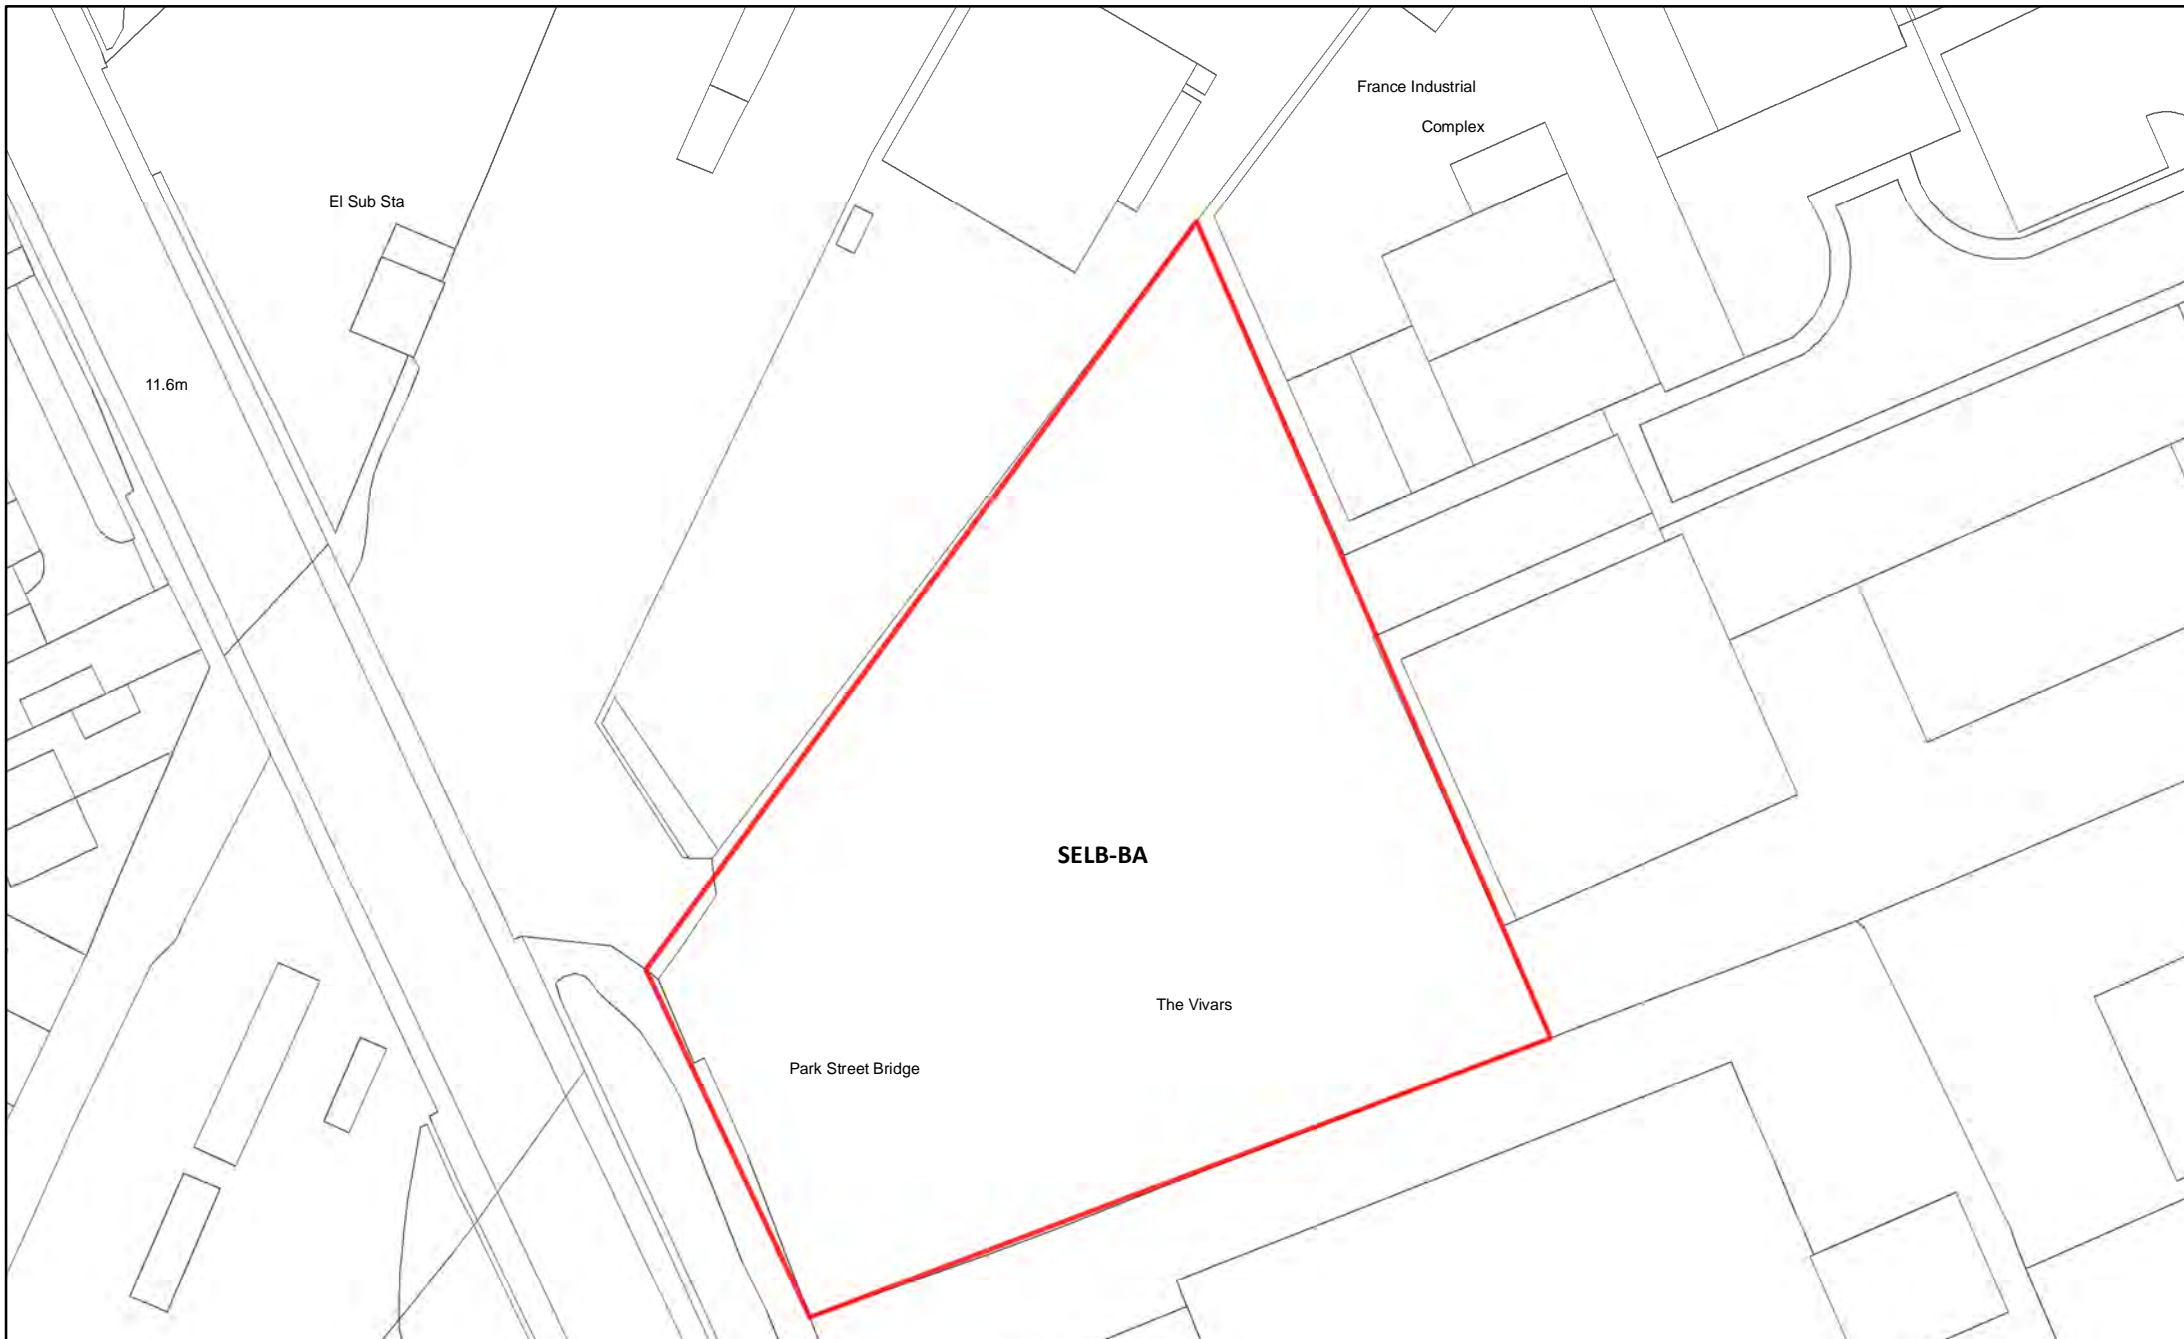 France Industrial
Complex
El Sub Sta
11.6m
SELB-BA
The Vivars
Park Street Bridge